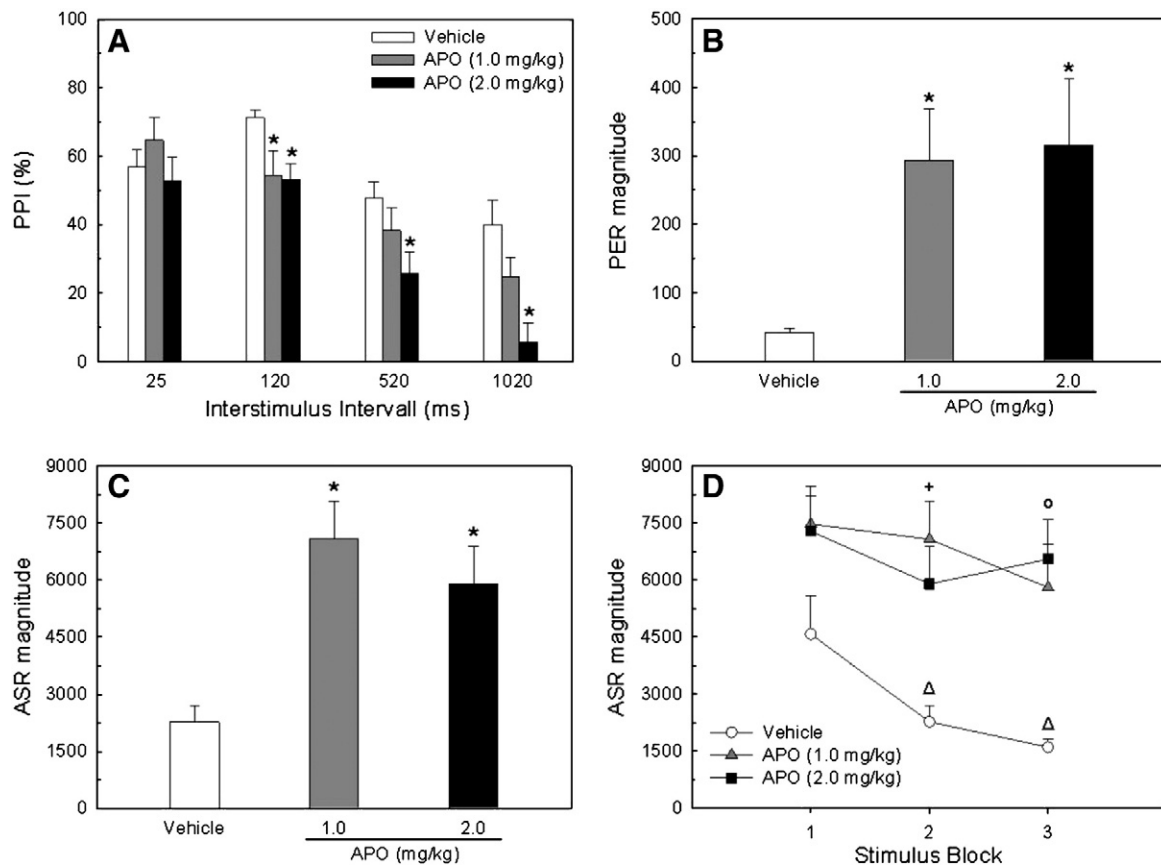 A
Vehicle
APO (1.0 mg/kg)
APO (2.0 mg/kg)
100
80
60
40
20
0
PPI (%)
* *
*
*
25 120 520 1020
Interstimulus Intervall (ms)
B
500
400
300
200
100
0
PER magnitude
*
*
Vehicle 1.0 2.0
APO (mg/kg)
C
9000
7500
6000
4500
3000
1500
0
ASR magnitude
*
*
Vehicle 1.0 2.0
APO (mg/kg)
D
9000
7500
6000
4500
3000
1500
0
ASR magnitude
+
o
Δ
Δ
Vehicle
APO (1.0 mg/kg)
APO (2.0 mg/kg)
1 2 3
Stimulus Block